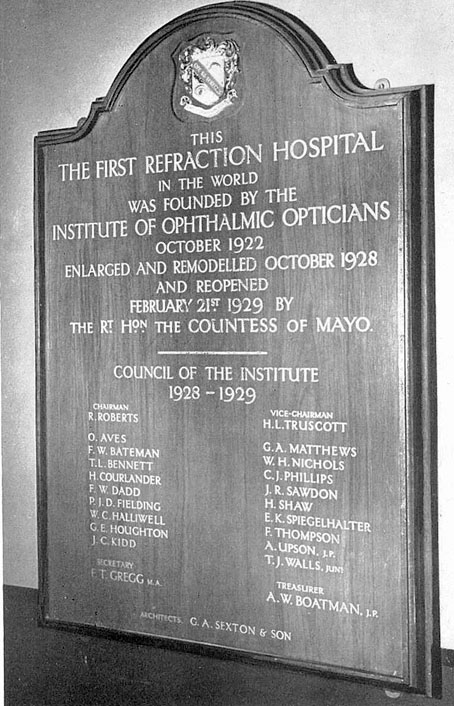 THIS
THE FIRST REFRACTION HOSPITAL
IN THE WORLD
WAS FOUNDED BY THE
INSTITUTE OF OPHTHALMIC OPTICIANS
OCTOBER 1922
ENLARGED AND REMODELLED OCTOBER 1928
AND REOPENED
FEBRUARY 21ST 1929 BY
THE RT HON THE COUNTESS OF MAYO.
COUNCIL OF THE INSTITUTE
1928 - 1929
CHAIRMAN
R. ROBERTS
O. AVES
F. W. BATEMAN
T. L. BENNETT
H. COURLANDER
F. W. DADD
P. J. D. FIELDING
W. C. HALLIWELL
G. E. HOUGHTON
J. C. KIDD
SECRETARY
F. T. GREGG M.A.
VICE-CHAIRMAN
H. L. TRUSCOTT
G. A. MATTHEWS
W. H. NICHOLS
C. J. PHILLIPS
J. R. SAWDON
H. SHAW
E. K. SPIEGELHALTER
F. THOMPSON
A. UPSON, J.P.
T. J. WALLS, JUNR
TREASURER
A. W. BOATMAN, J.P.
ARCHITECTS. G. A. SEXTON & SON